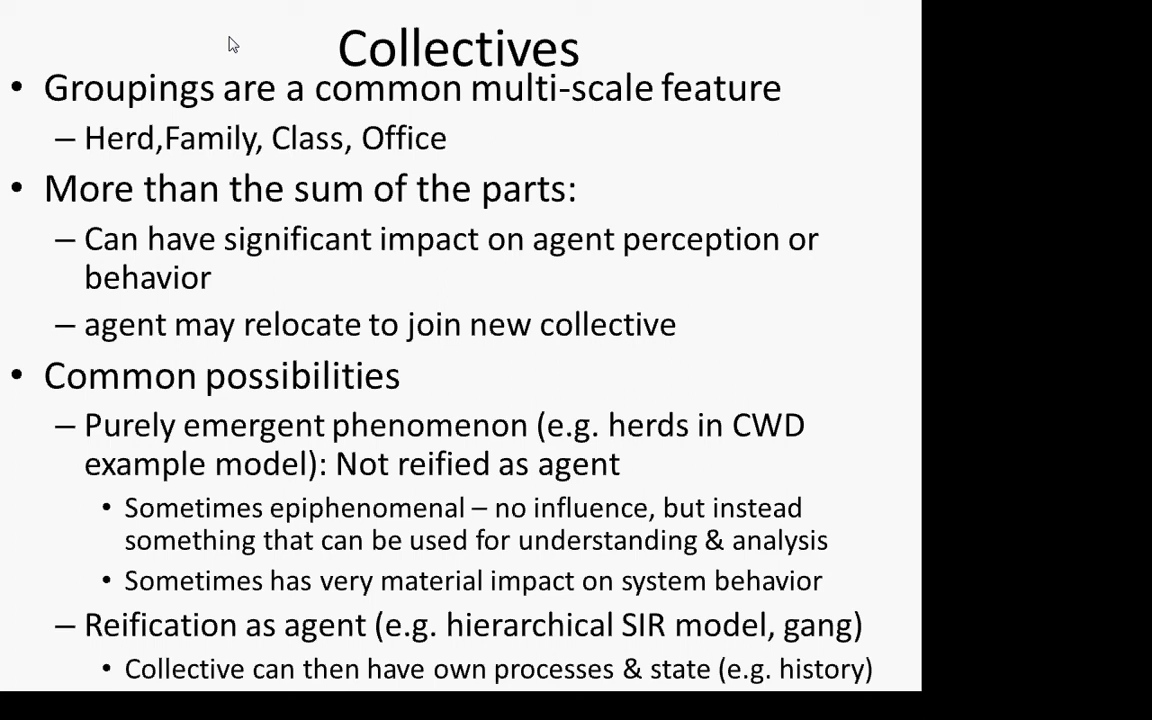 Collectives
• Groupings are a common multi-scale feature
– Herd,Family, Class, Office
• More than the sum of the parts:
– Can have significant impact on agent perception or
behavior
– agent may relocate to join new collective
• Common possibilities
– Purely emergent phenomenon (e.g. herds in CWD
example model): Not reified as agent
• Sometimes epiphenomenal – no influence, but instead
something that can be used for understanding & analysis
• Sometimes has very material impact on system behavior
– Reification as agent (e.g. hierarchical SIR model, gang)
• Collective can then have own processes & state (e.g. history)